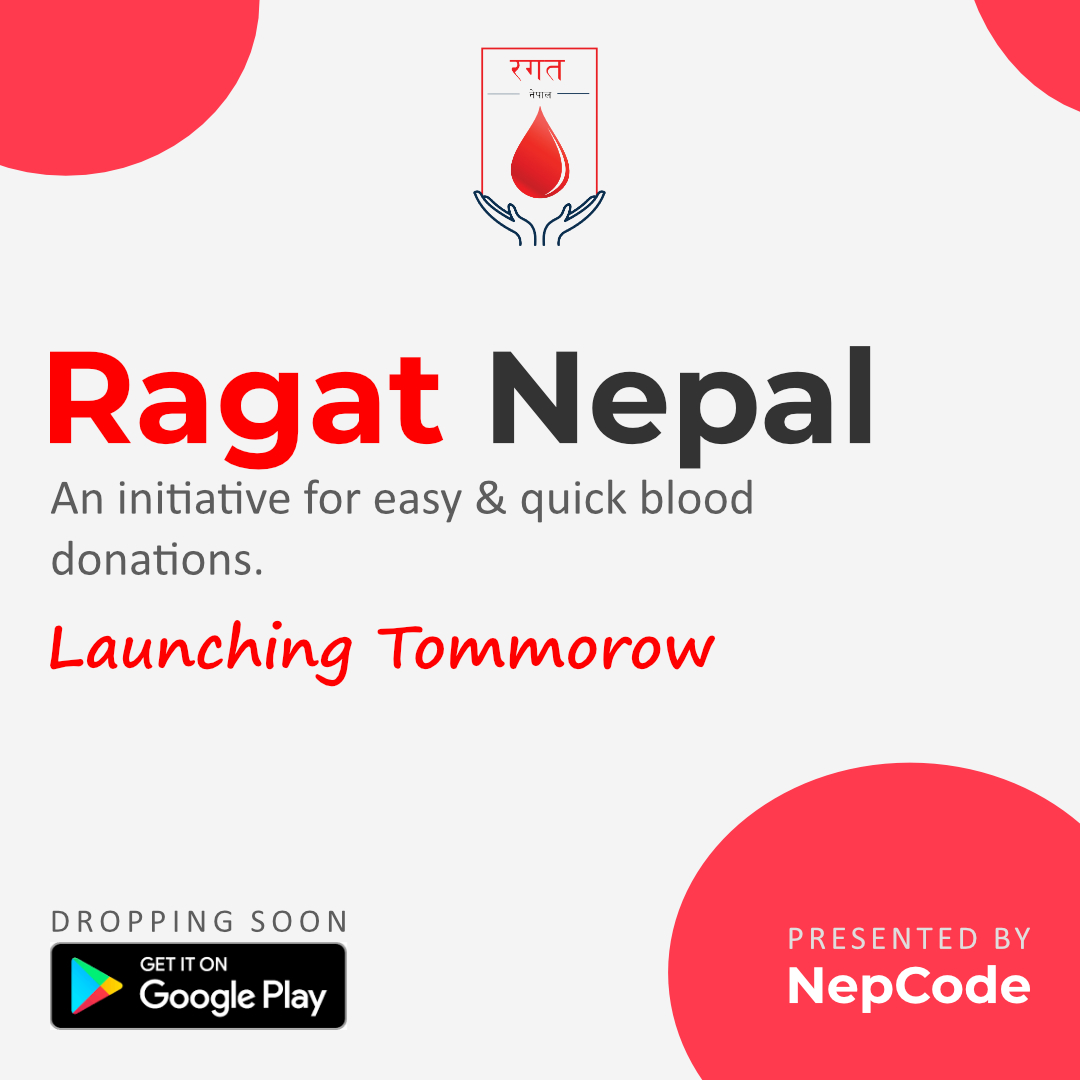 रगत
नेपाल
Ragat Nepal
An initiative for easy & quick blood
donations.
Launching Tommorow
DROPPING SOON
GET IT ON
Google Play
PRESENTED BY
NepCode